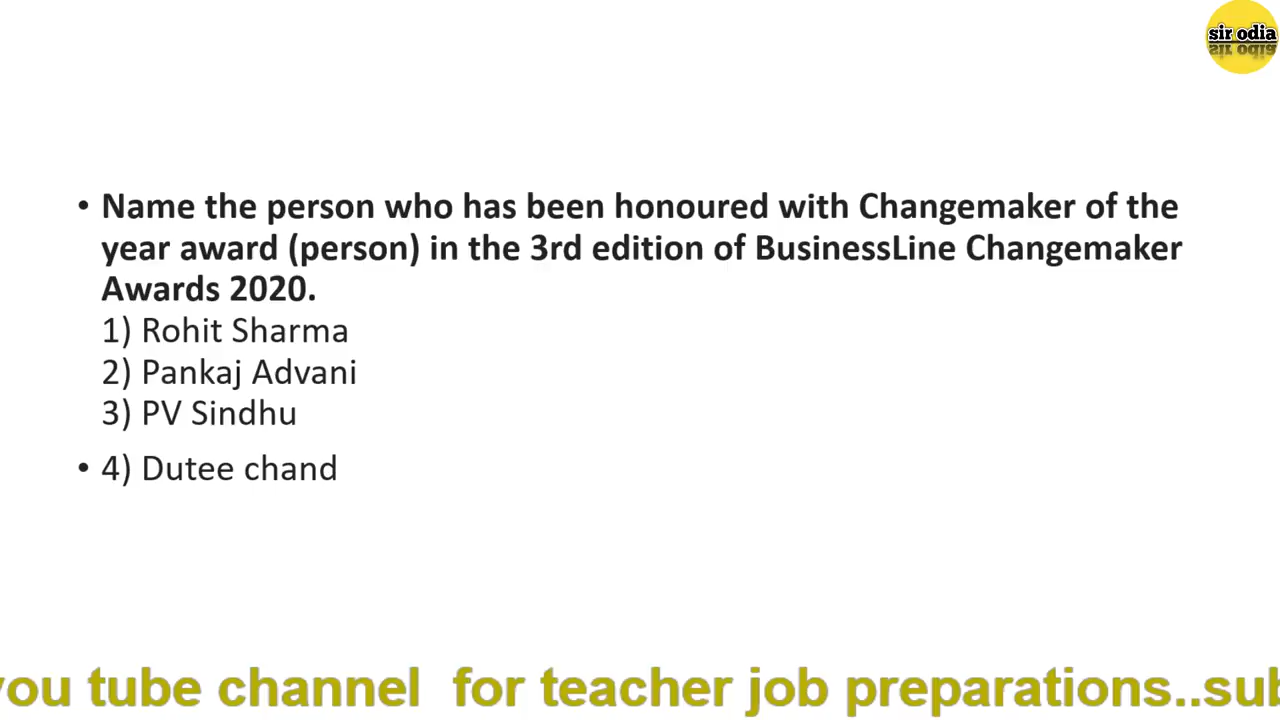 sir odia
• Name the person who has been honoured with Changemaker of the
year award (person) in the 3rd edition of BusinessLine Changemaker
Awards 2020.
1) Rohit Sharma
2) Pankaj Advani
3) PV Sindhu
• 4) Dutee chand
you tube channel  for teacher job preparations..sub